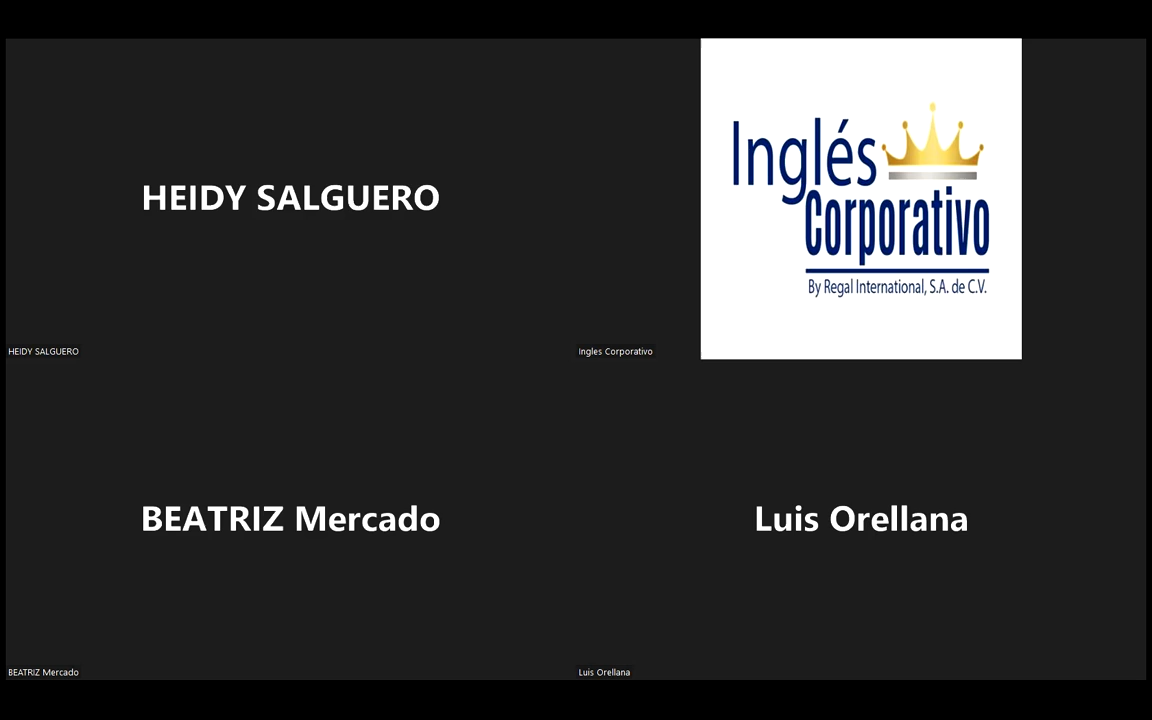 HEIDY SALGUERO
HEIDY SALGUERO
Inglés
Corporativo
By Regal International, S.A. de C.V.
Ingles Corporativo
BEATRIZ Mercado
BEATRIZ Mercado
Luis Orellana
Luis Orellana